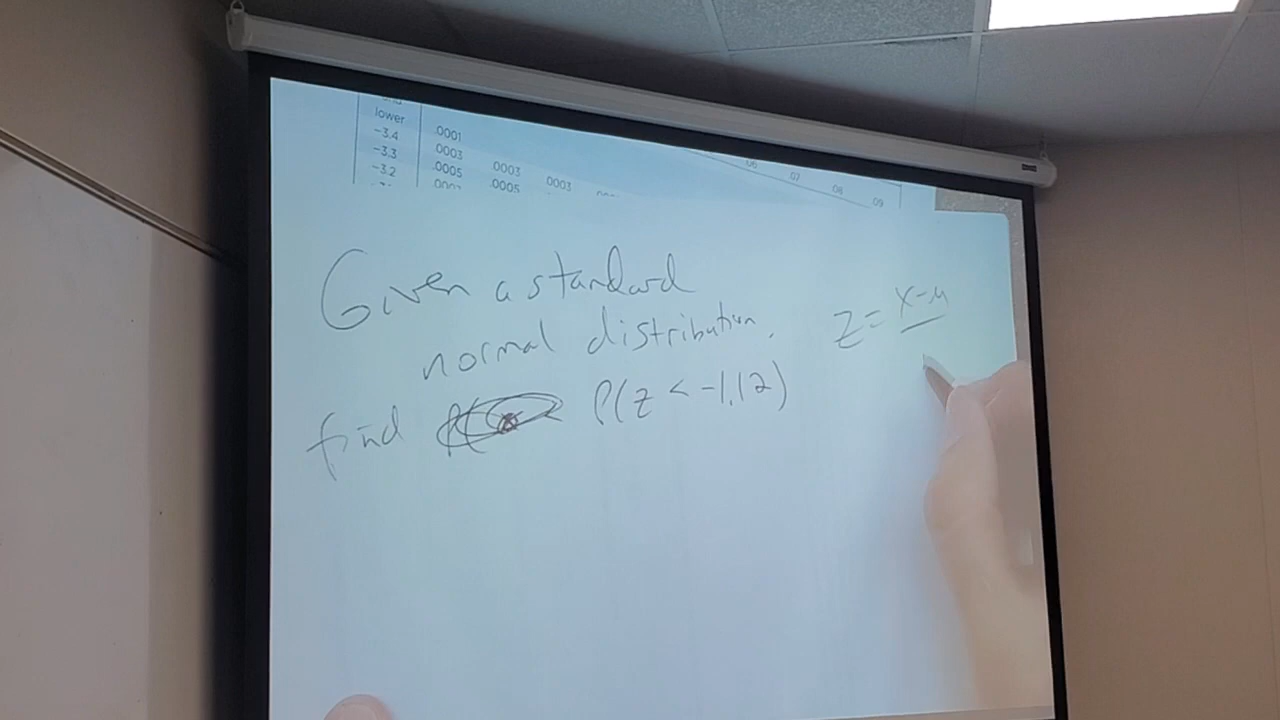 lower
-3.4 .0001
-3.3 .0003 .0003 .0003
-3.2 .0005 .0005
.06 .07 .08 .09
Given a standard
normal distribution,
find P(z < -1.12)
z = x-μ